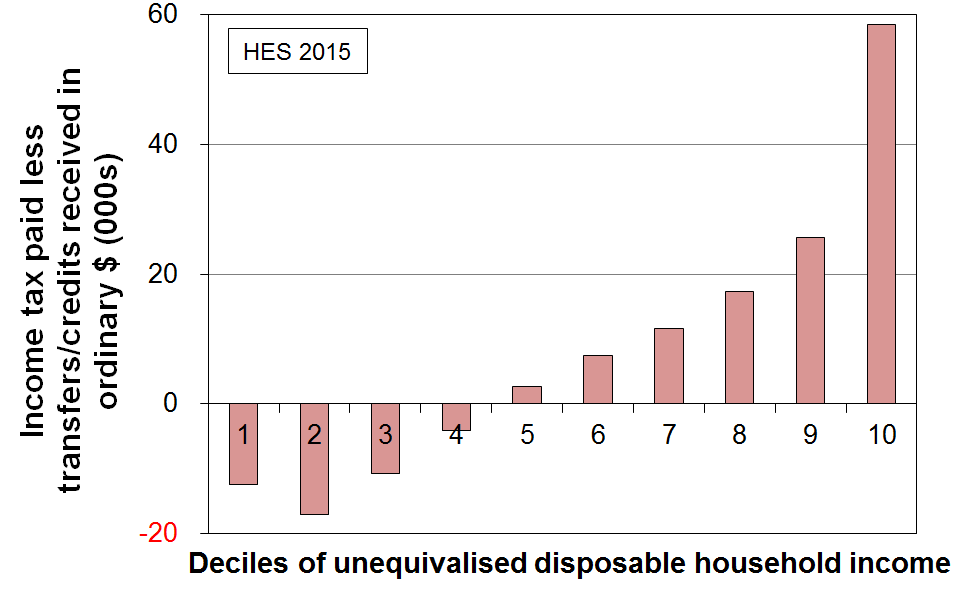 Income tax paid less
transfers/credits received in
ordinary $ (000s)
60
40
20
0
-20
HES 2015
1 2 3 4 5 6 7 8 9 10
Deciles of unequivalised disposable household income